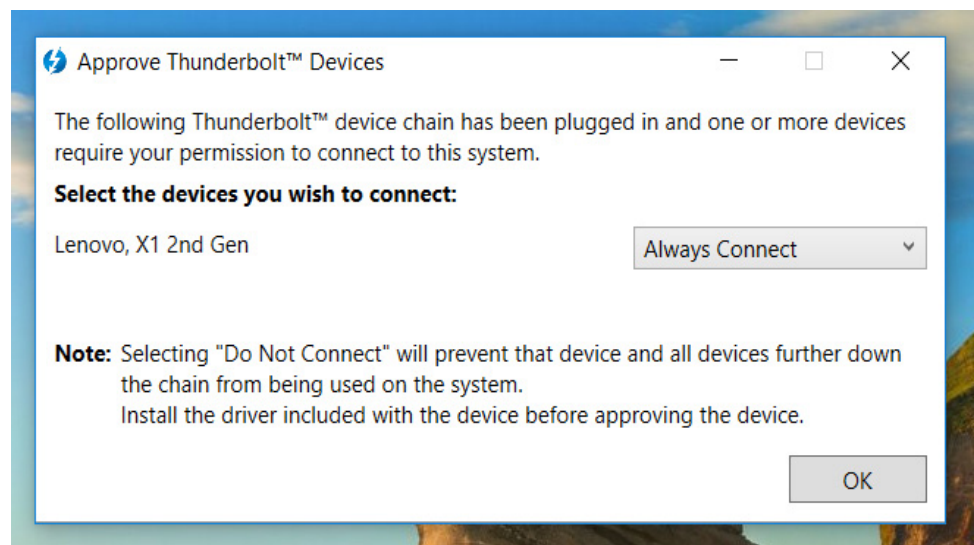 Approve Thunderbolt™ Devices
The following Thunderbolt™ device chain has been plugged in and one or more devices
require your permission to connect to this system.
Select the devices you wish to connect:
Lenovo, X1 2nd Gen
Always Connect
Note: Selecting "Do Not Connect" will prevent that device and all devices further down
the chain from being used on the system.
Install the driver included with the device before approving the device.
OK